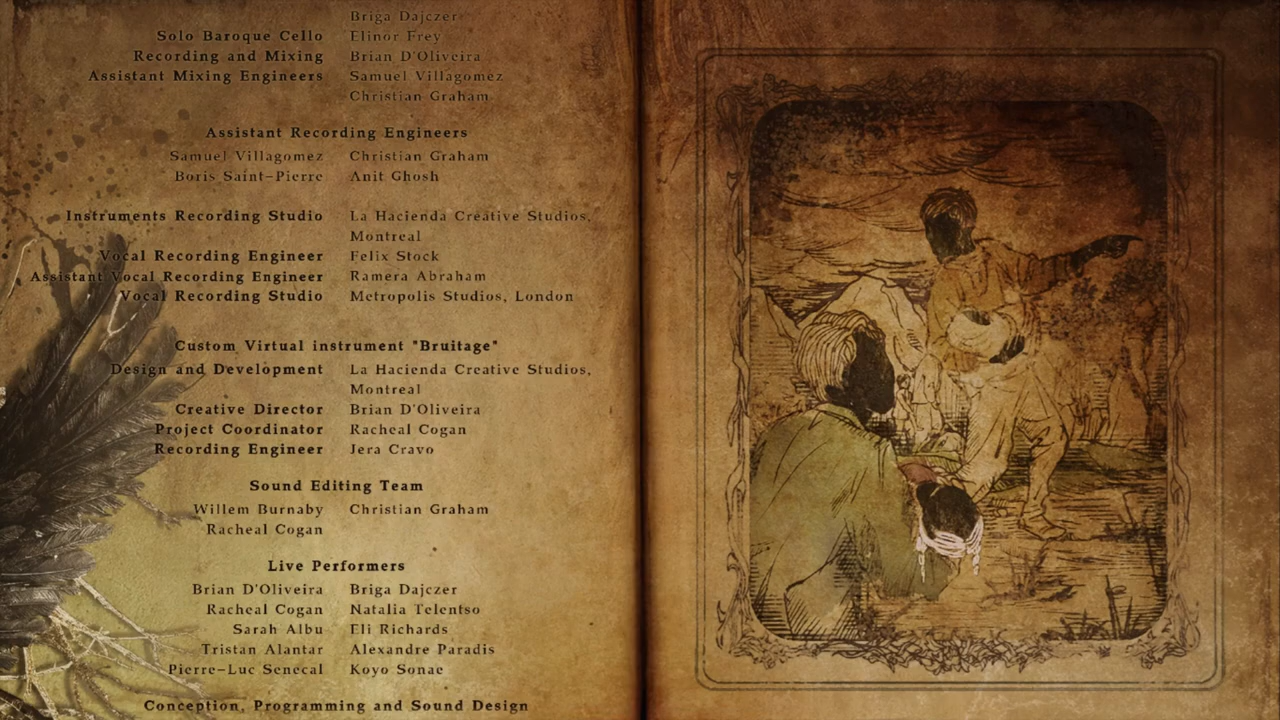 Briga Dajczer
Solo Baroque Cello Elinor Frey
Recording and Mixing Brian D'Oliveira
Assistant Mixing Engineers Samuel Villagomez
Christian Graham
Assistant Recording Engineers
Samuel Villagomez Christian Graham
Boris Saint-Pierre Anit Ghosh
Instruments Recording Studio La Hacienda Creative Studios,
Montreal
Vocal Recording Engineer Felix Stock
Assistant Vocal Recording Engineer Ramera Abraham
Vocal Recording Studio Metropolis Studios, London
Custom Virtual instrument "Bruitage"
Design and Development La Hacienda Creative Studios,
Montreal
Creative Director Brian D'Oliveira
Project Coordinator Racheal Cogan
Recording Engineer Jera Cravo
Sound Editing Team
Willem Burnaby Christian Graham
Racheal Cogan
Live Performers
Brian D'Oliveira Briga Dajczer
Racheal Cogan Natalia Telentso
Sarah Albu Eli Richards
Tristan Alantar Alexandre Paradis
Pierre-Luc Senecal Koyo Sonae
Conception, Programming and Sound Design